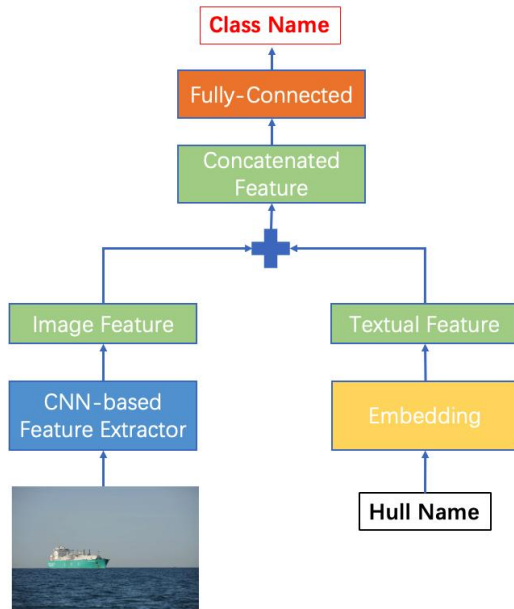 Class Name
Fully-Connected
Concatenated
Feature
Image Feature
Textual Feature
CNN-based
Feature Extractor
Embedding
Hull Name